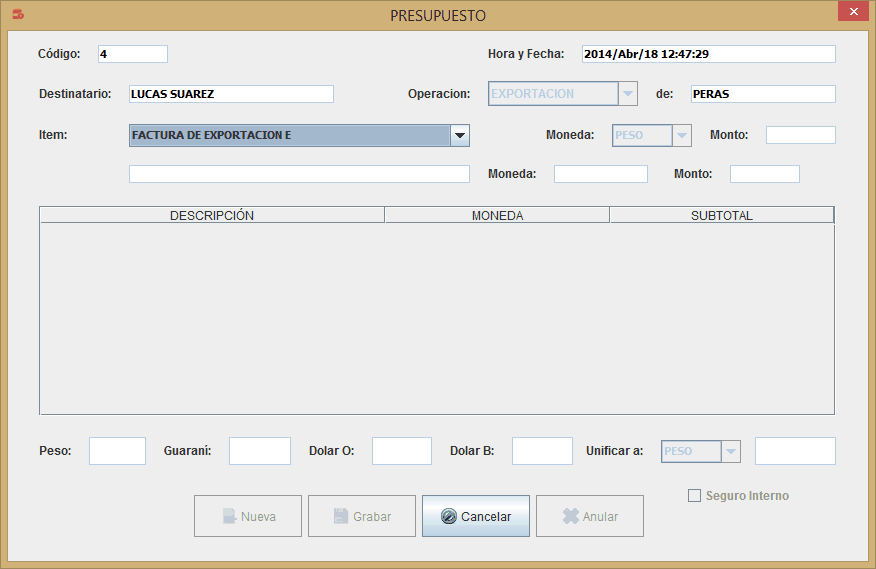 PRESUPUESTO
Código: 4 Hora y Fecha: 2014/Abr/18 12:47:29
Destinatario: LUCAS SUAREZ Operacion: EXPORTACION de: PERAS
Item: FACTURA DE EXPORTACION E Moneda: PESO Monto:
Moneda: Monto:
DESCRIPCIÓN MONEDA SUBTOTAL
Peso: Guaraní: Dolar O: Dolar B: Unificar a: PESO
Seguro Interno
Nueva Grabar Cancelar Anular